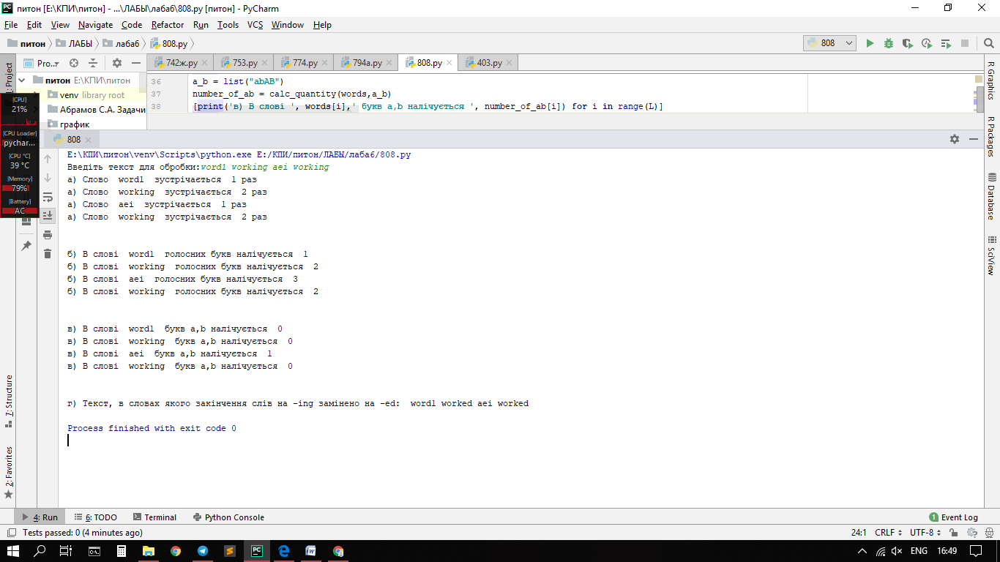 питон [E:\КПИ\питон] - ...\ЛАБЫ\лаба6\808.py [питон] - PyCharm
File Edit View Navigate Code Refactor Run Tools VCS Window Help
питон ЛАБЫ лаба6 808.py 808
1: Project
Pro...
742ж.py 753.py 774.py 794a.py 808.py 403.py
питон E:\КПИ\питон
venv library root
Абрамов С.А. Задачи
график
36 a_b = list("abAB")
37 number_of_ab = calc_quantity(words,a_b)
38 [print('в) В слові ', words[i],' букв a,b налічується ', number_of_ab[i]) for i in range(L)]
[CPU]
21%
[CPU Loader]
pychar...
[CPU °C]
39 °C
[Memory]
79%
[Battery]
AC
808
E:\КПИ\питон\venv\Scripts\python.exe E:/КПИ/питон/ЛАБЫ/лаба6/808.py
Введіть текст для обробки:word1 working aei working
а) Слово word1 зустрічається 1 раз
а) Слово working зустрічається 2 раз
а) Слово aei зустрічається 1 раз
а) Слово working зустрічається 2 раз
б) В слові word1 голосних букв налічується 1
б) В слові working голосних букв налічується 2
б) В слові aei голосних букв налічується 3
б) В слові working голосних букв налічується 2
в) В слові word1 букв a,b налічується 0
в) В слові working букв a,b налічується 0
в) В слові aei букв a,b налічується 1
в) В слові working букв a,b налічується 0
г) Текст, в словах якого закінчення слів на -ing замінено на -ed: word1 worked aei worked
Process finished with exit code 0
R Graphics
R Packages
Database
SciView
7: Structure
2: Favorites
4: Run 6: TODO Terminal Python Console 1 Event Log
Tests passed: 0 (4 minutes ago) 24:1 CRLF UTF-8
ENG 16:49